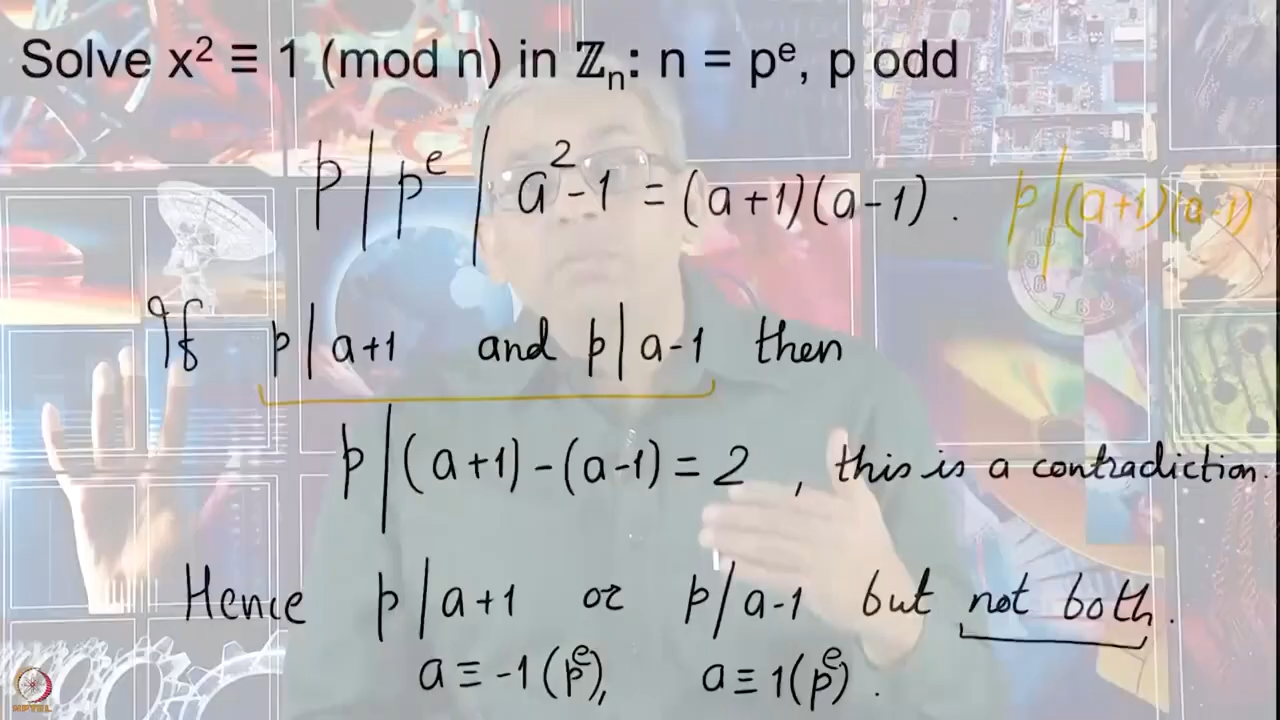 Solve x² ≡ 1 (mod n) in ℤₙ: n = pᵉ, p odd
p | pᵉ | a²-1 = (a+1)(a-1). p | (a+1)(a-1)
If p | a+1 and p | a-1 then
p | (a+1) - (a-1) = 2, this is a contradiction.
Hence p | a+1 or p | a-1 but not both.
a ≡ -1 (pᵉ), a ≡ 1 (pᵉ).
NPTEL